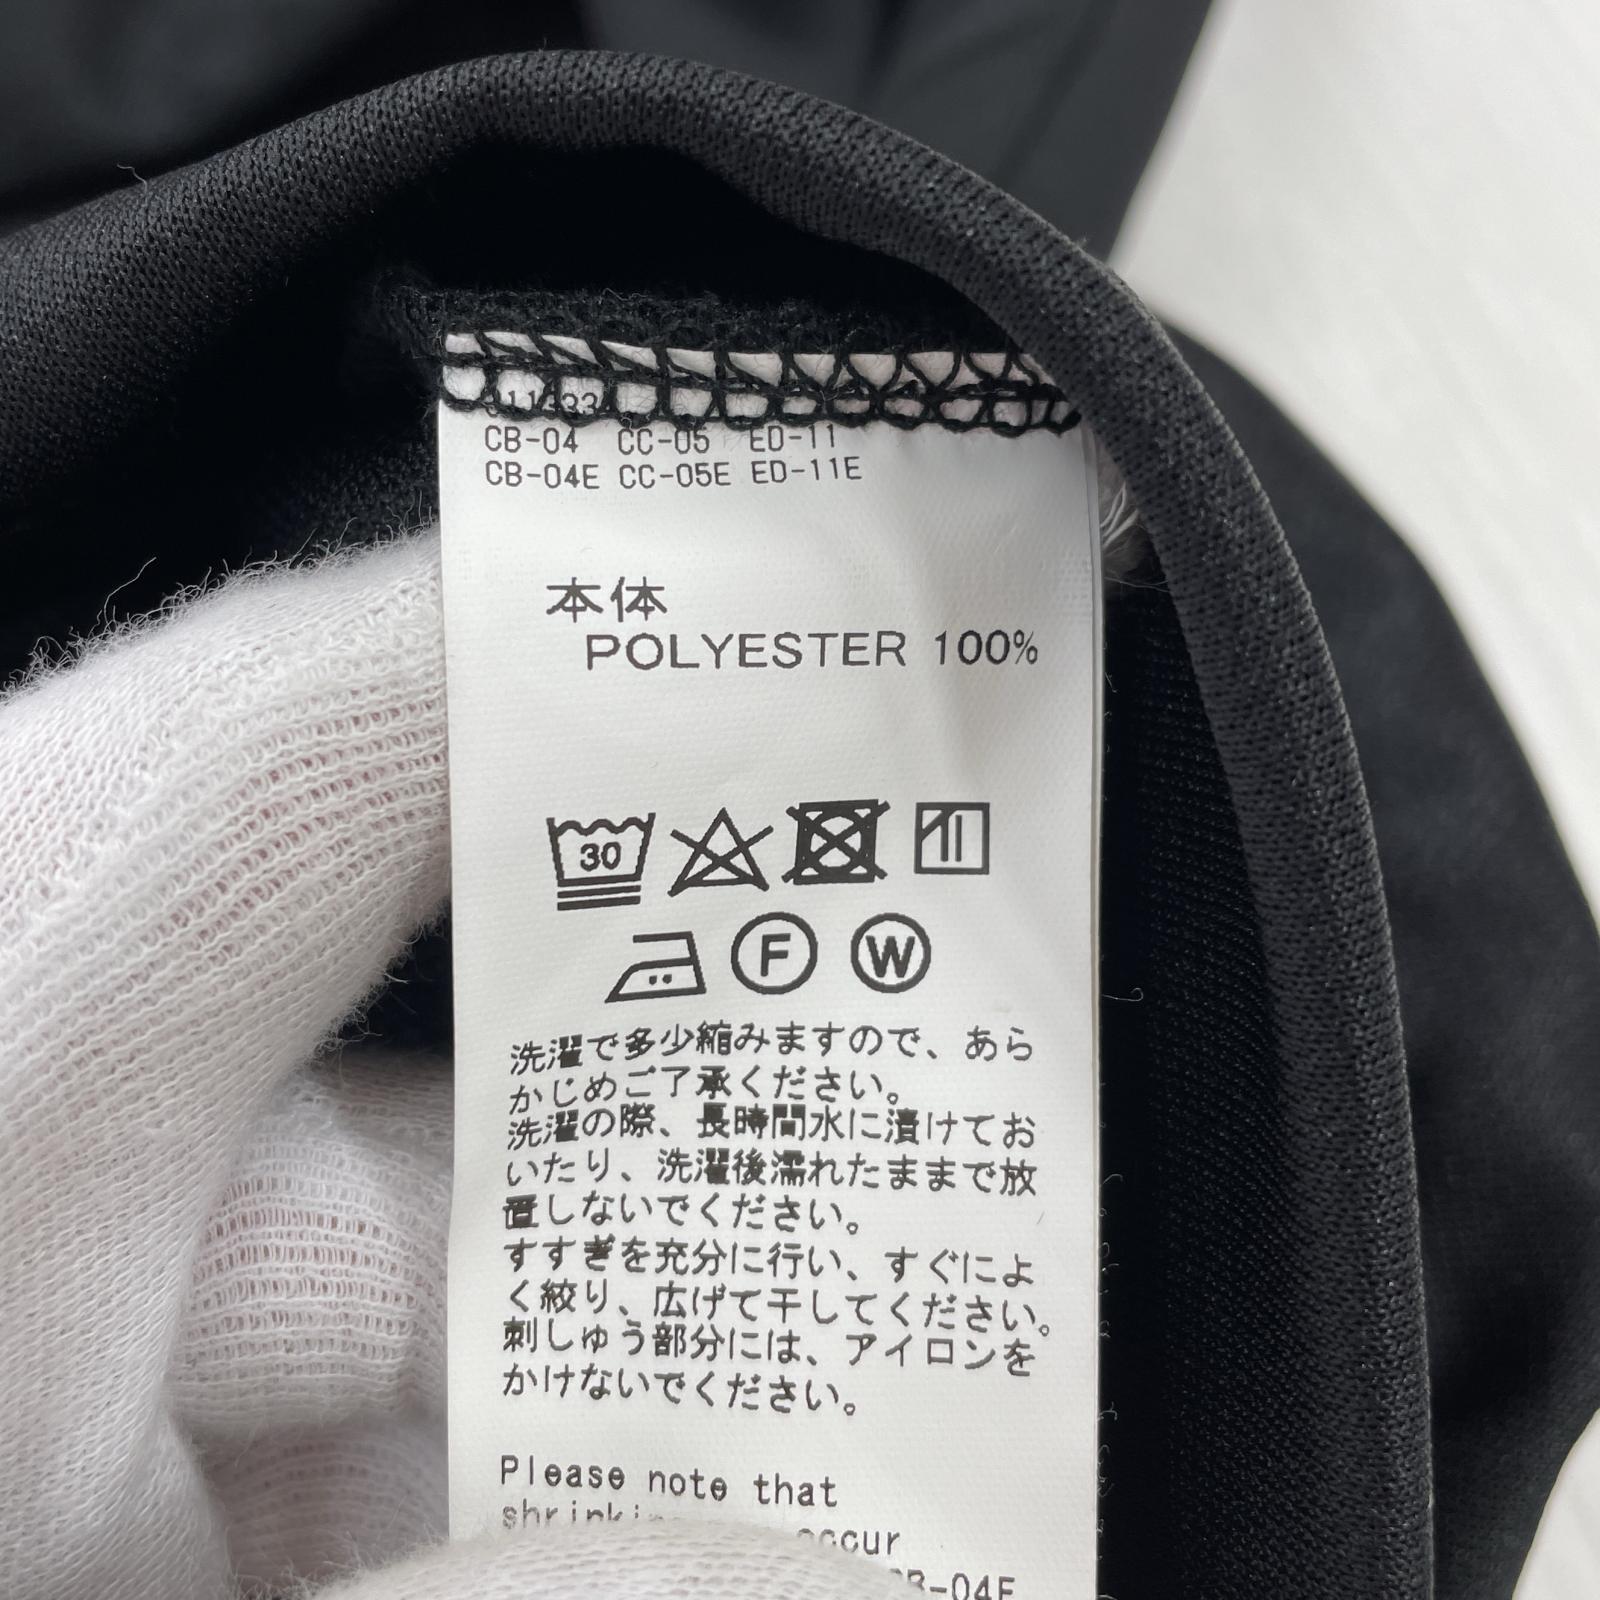 CB-04 CC-05 ED-11
CB-04E CC-05E ED-11E
本体
POLYESTER 100%
30
F W
洗濯で多少縮みますので、あら
かじめご了承ください。
洗濯の際、長時間水に漬けてお
いたり、洗濯後濡れたままで放
置しないでください。
すすぎを充分に行い、すぐによ
く絞り、広げて干してください。
刺しゅう部分には、アイロンを
かけないでください。
Please note that
occur